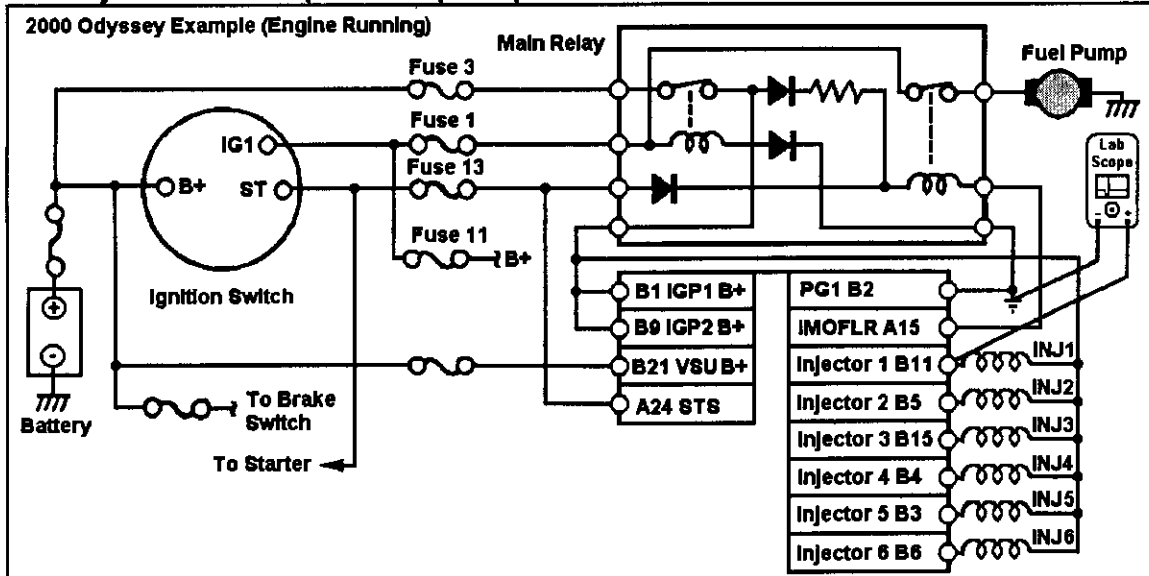 2000 Odyssey Example (Engine Running)
Main Relay
Fuel Pump
Fuse 3
Fuse 1
IG1
Fuse 13
B+
ST
Fuse 11
B+
Ignition Switch
Lab
Scope
- +
+
-
Battery
To Brake
Switch
To Starter
B1 IGP1 B+
B9 IGP2 B+
B21 VSU B+
A24 STS
PG1 B2
IMOFLR A15
Injector 1 B11
Injector 2 B5
Injector 3 B15
Injector 4 B4
Injector 5 B3
Injector 6 B6
INJ1
INJ2
INJ3
INJ4
INJ5
INJ6